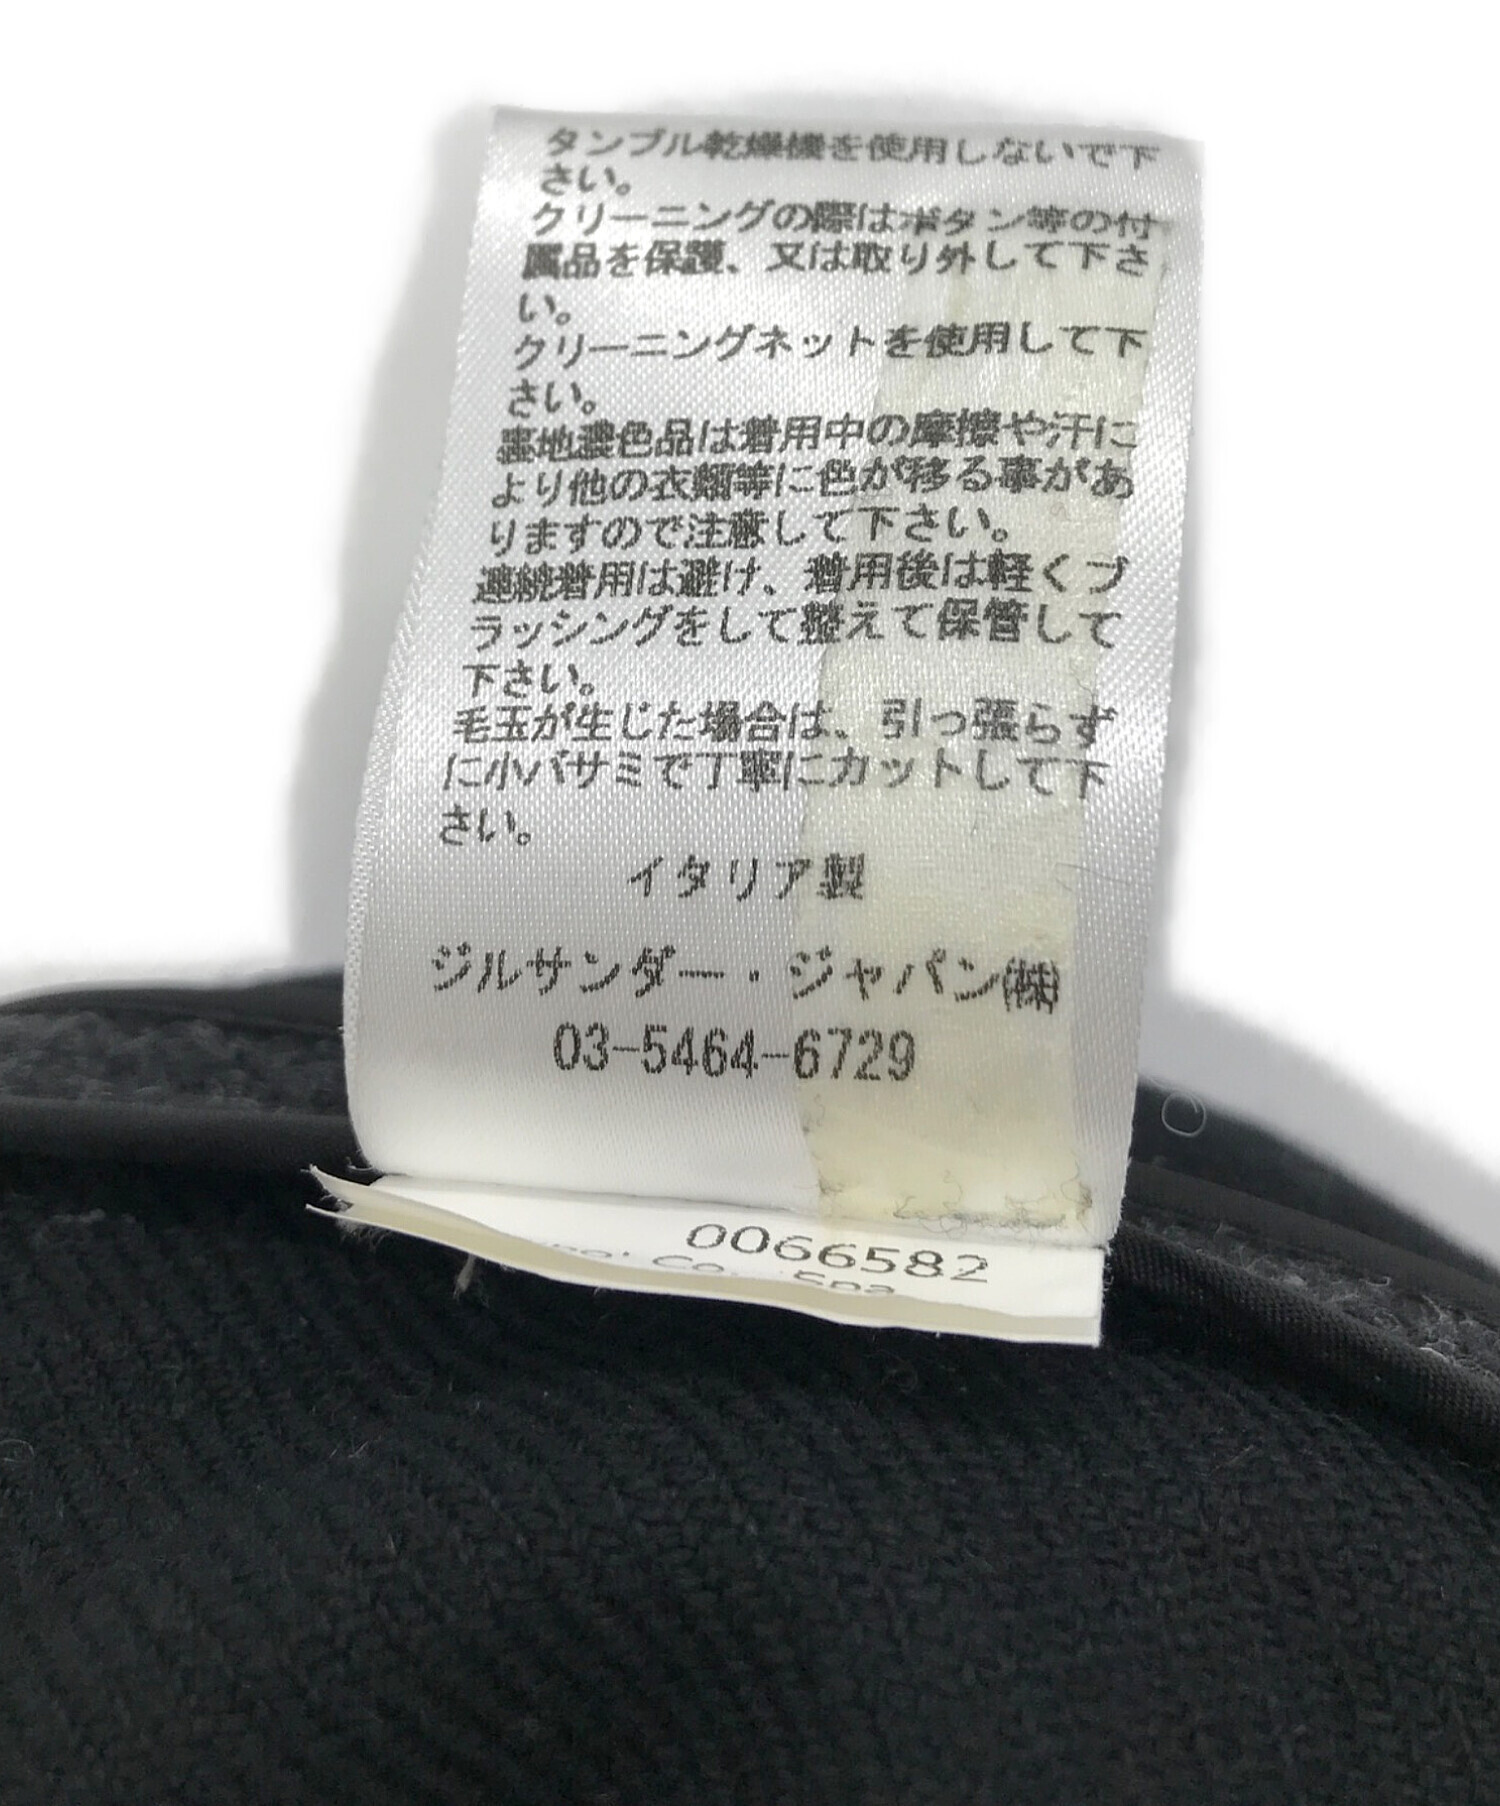 タンブル乾燥機を使用しないで下
さい。
クリーニングの際はボタン等の付
属品を保護、又は取り外して下さ
い。
クリーニングネットを使用して下
さい。
裏地濃色品は着用中の摩擦や汗に
より他の衣類等に色が移る事があ
りますので注意して下さい。
連続着用は避け、着用後は軽くブ
ラッシングをして整えて保管して
下さい。
毛玉が生じた場合は、引っ張らず
に小バサミで丁寧にカットして下
さい。
イタリア製
ジルサンダー・ジャパン㈱
03-5464-6729
0066582